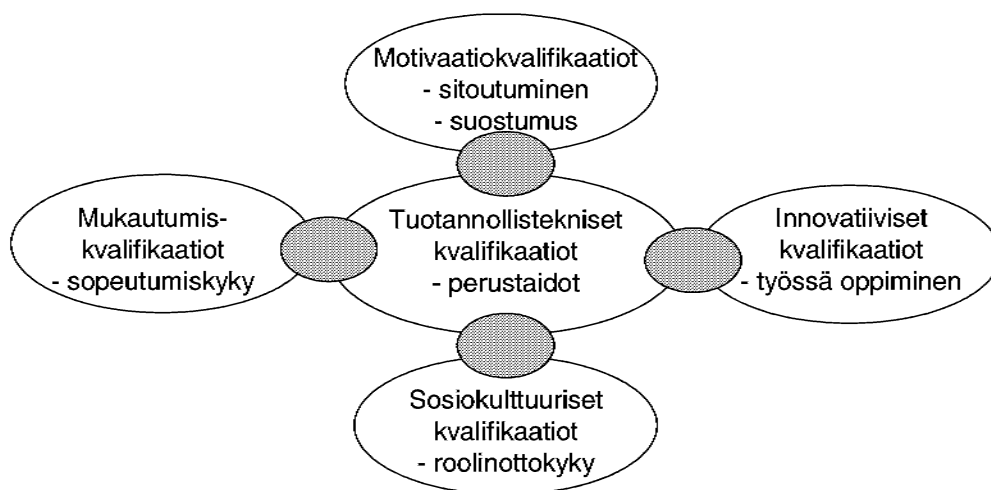 Motivaatiokvalifikaatiot
- sitoutuminen
- suostumus
Mukautumis-
kvalifikaatiot
- sopeutumiskyky
Tuotannollistekniset
kvalifikaatiot
- perustaidot
Innovatiiviset
kvalifikaatiot
- työssä oppiminen
Sosiokulttuuriset
kvalifikaatiot
- roolinottokyky